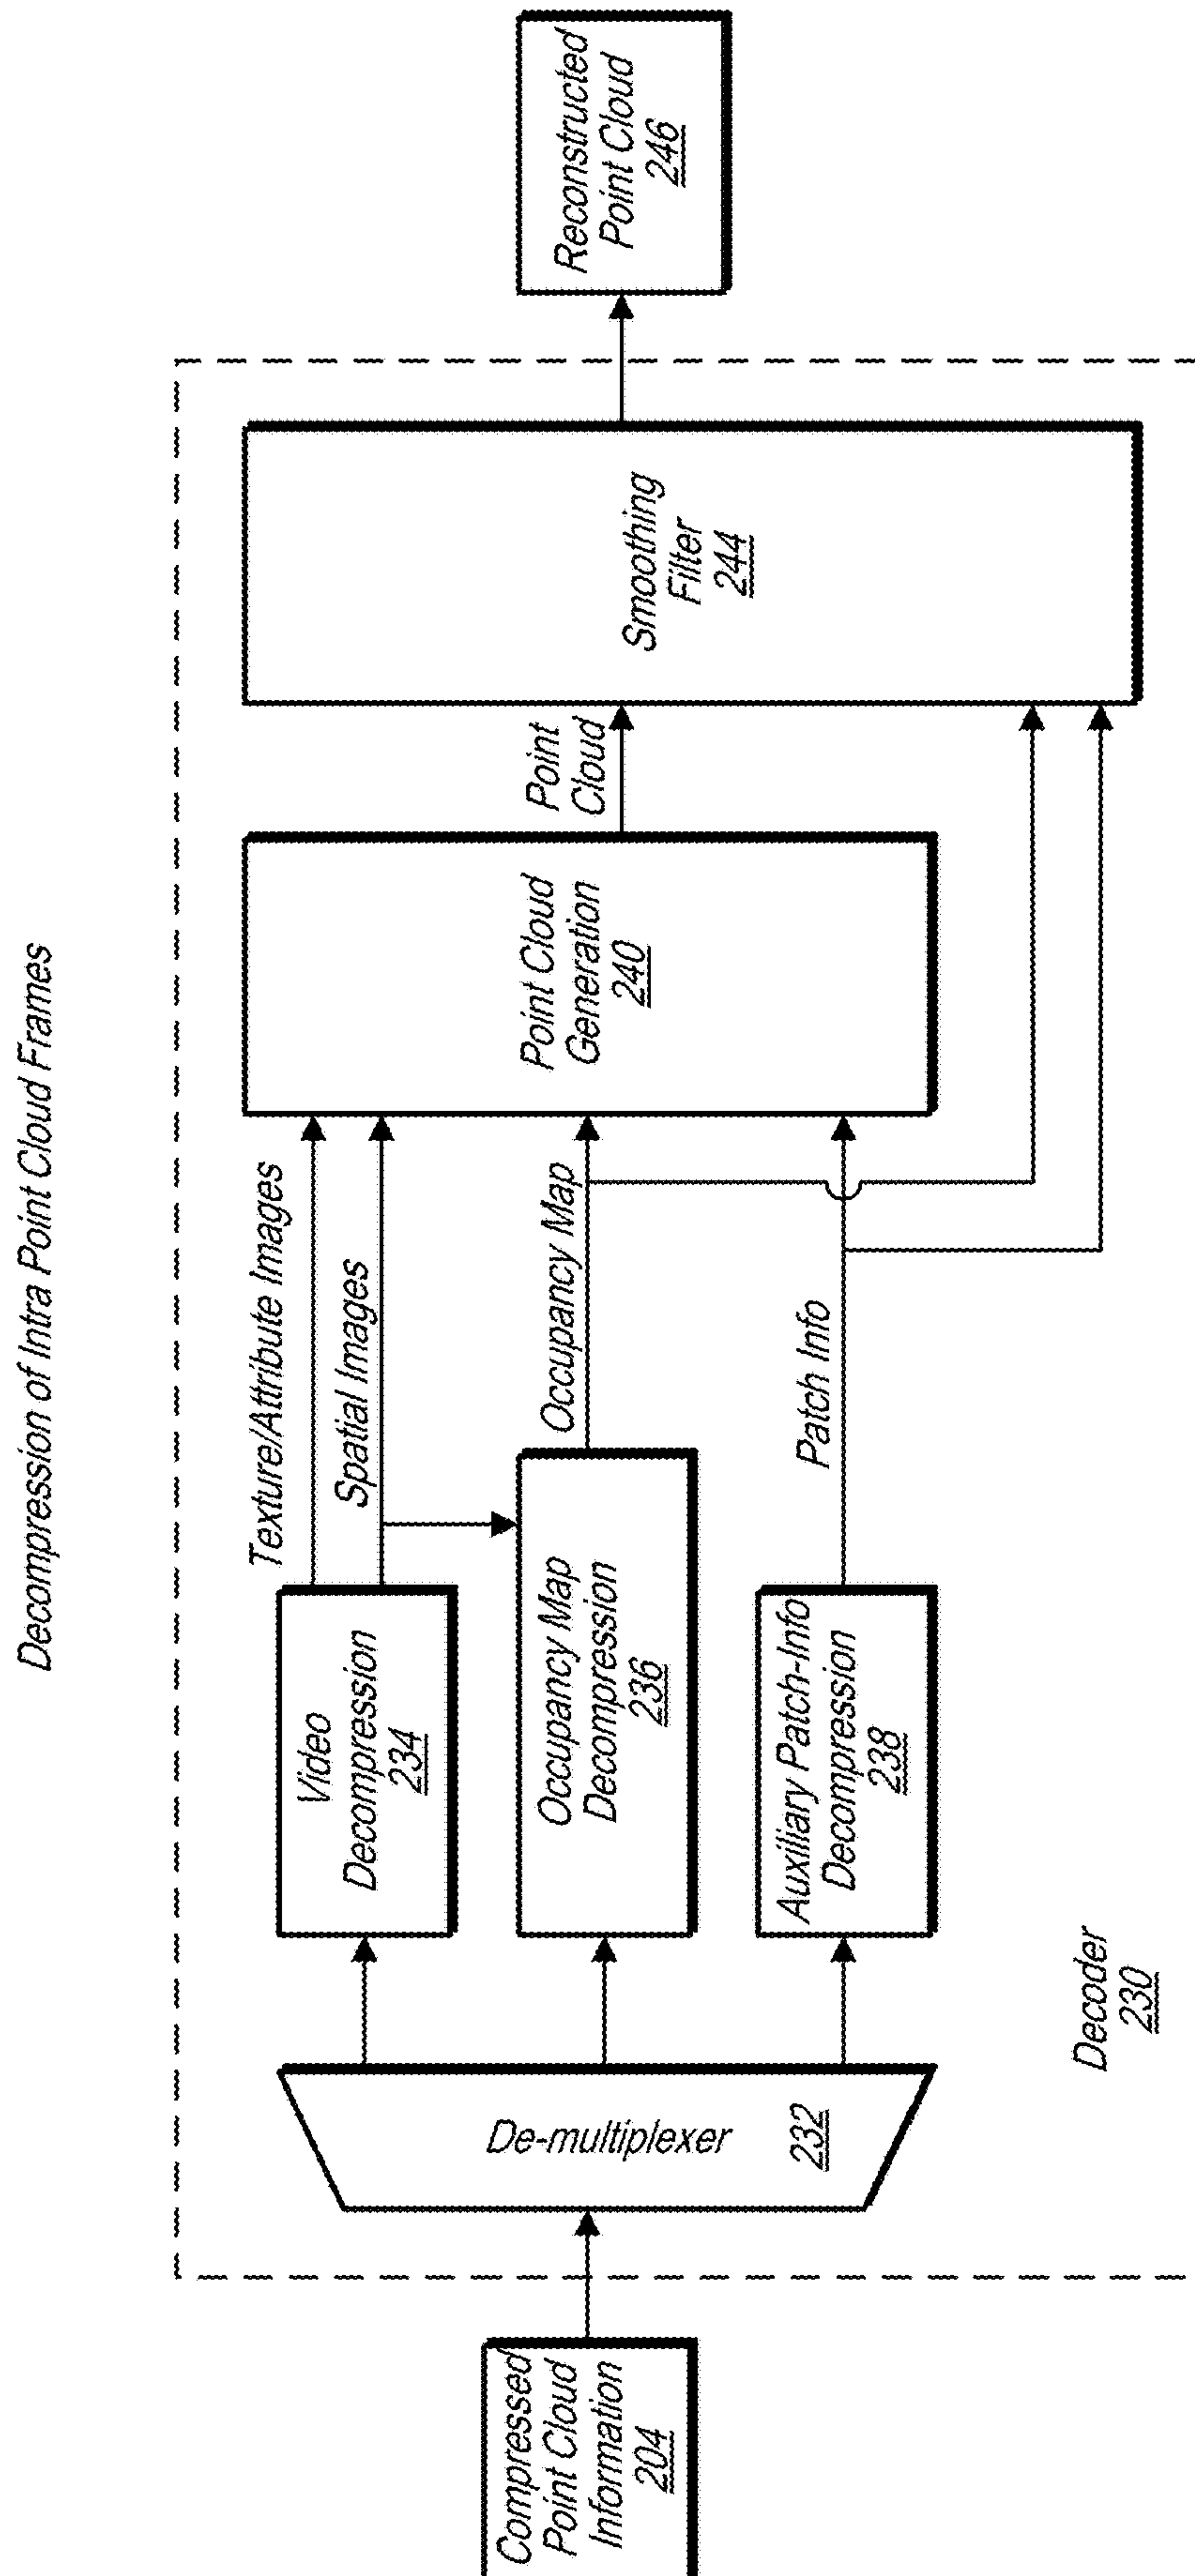 Decompression of Intra Point Cloud Frames
Compressed
Point Cloud
Information
204
De-multiplexer
232
Video
Decompression
234
Occupancy Map
Decompression
236
Auxiliary Patch-Info
Decompression
238
Texture/Attribute Images
Spatial Images
Occupancy Map
Patch Info
Point Cloud
Generation
240
Point
Cloud
Smoothing
Filter
244
Reconstructed
Point Cloud
246
Decoder
230